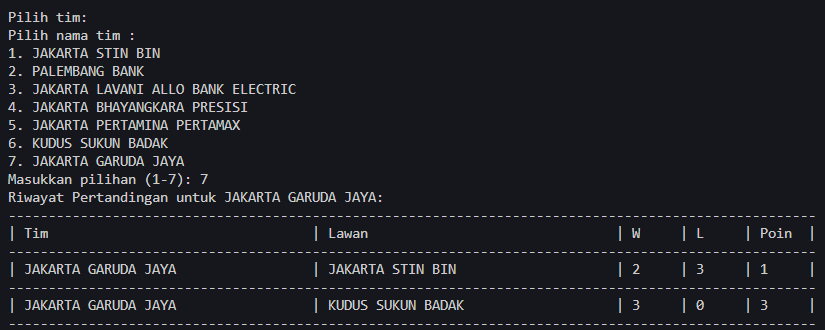 Pilih tim:
Pilih nama tim :
1. JAKARTA STIN BIN
2. PALEMBANG BANK
3. JAKARTA LAVANI ALLO BANK ELECTRIC
4. JAKARTA BHAYANGKARA PRESISI
5. JAKARTA PERTAMINA PERTAMAX
6. KUDUS SUKUN BADAK
7. JAKARTA GARUDA JAYA
Masukkan pilihan (1-7): 7
Riwayat Pertandingan untuk JAKARTA GARUDA JAYA:
-----------------------------------------------------------------------------------------------------
| Tim | Lawan | W | L | Poin |
-----------------------------------------------------------------------------------------------------
| JAKARTA GARUDA JAYA | JAKARTA STIN BIN | 2 | 3 | 1 |
-----------------------------------------------------------------------------------------------------
| JAKARTA GARUDA JAYA | KUDUS SUKUN BADAK | 3 | 0 | 3 |
-----------------------------------------------------------------------------------------------------